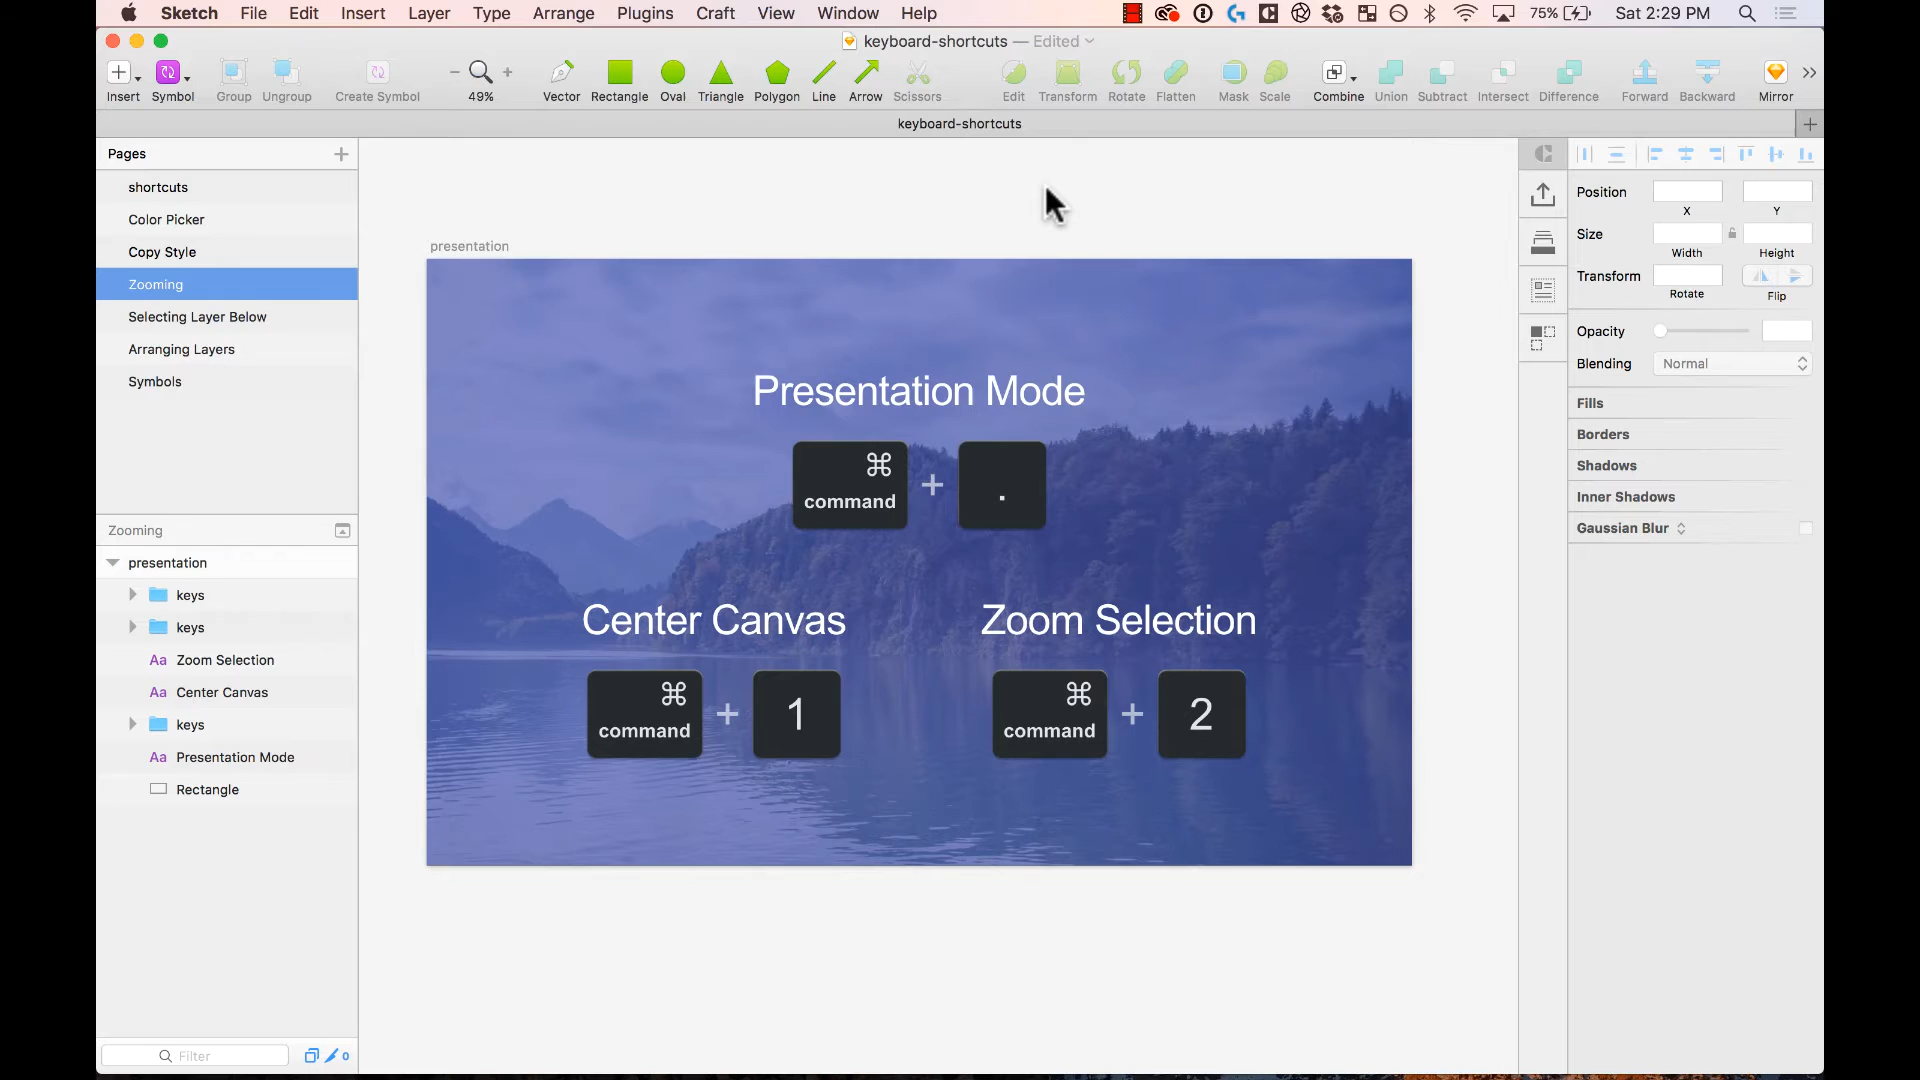 Sketch File Edit Insert Layer Type Arrange Plugins Craft View Window Help 75% Sat 2:29 PM
keyboard-shortcuts — Edited
Insert Symbol Group Ungroup Create Symbol 49% Vector Rectangle Oval Triangle Polygon Line Arrow Scissors Edit Transform Rotate Flatten Mask Scale Combine Union Subtract Intersect Difference Forward Backward Mirror
keyboard-shortcuts
Pages
shortcuts
Color Picker
Copy Style
Zooming
Selecting Layer Below
Arranging Layers
Symbols
Zooming
presentation
keys
keys
Aa Zoom Selection
Aa Center Canvas
keys
Aa Presentation Mode
Rectangle
Filter
0
presentation
Presentation Mode
⌘
command + .
Center Canvas
⌘
command + 1
Zoom Selection
⌘
command + 2
Position
X Y
Size
Width Height
Transform
Rotate Flip
Opacity
Blending Normal
Fills
Borders
Shadows
Inner Shadows
Gaussian Blur